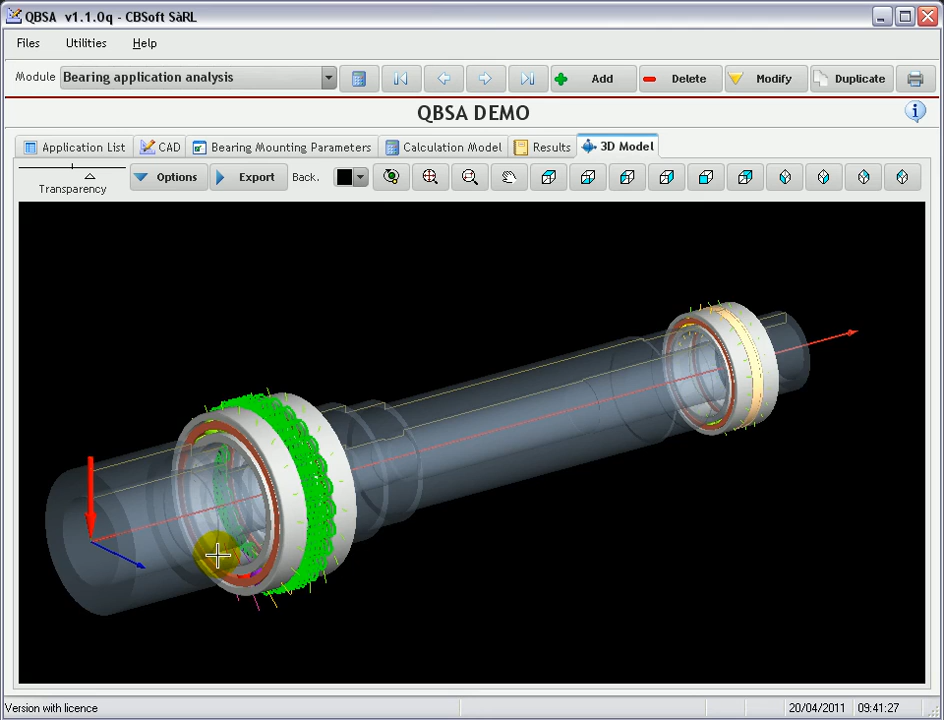 QBSA v1.1.0q - CBSoft SàRL
Files Utilities Help
Module Bearing application analysis Add Delete Modify Duplicate
QBSA DEMO
Application List CAD Bearing Mounting Parameters Calculation Model Results 3D Model
Transparency Options Export Back.
Version with licence 20/04/2011 09:41:27